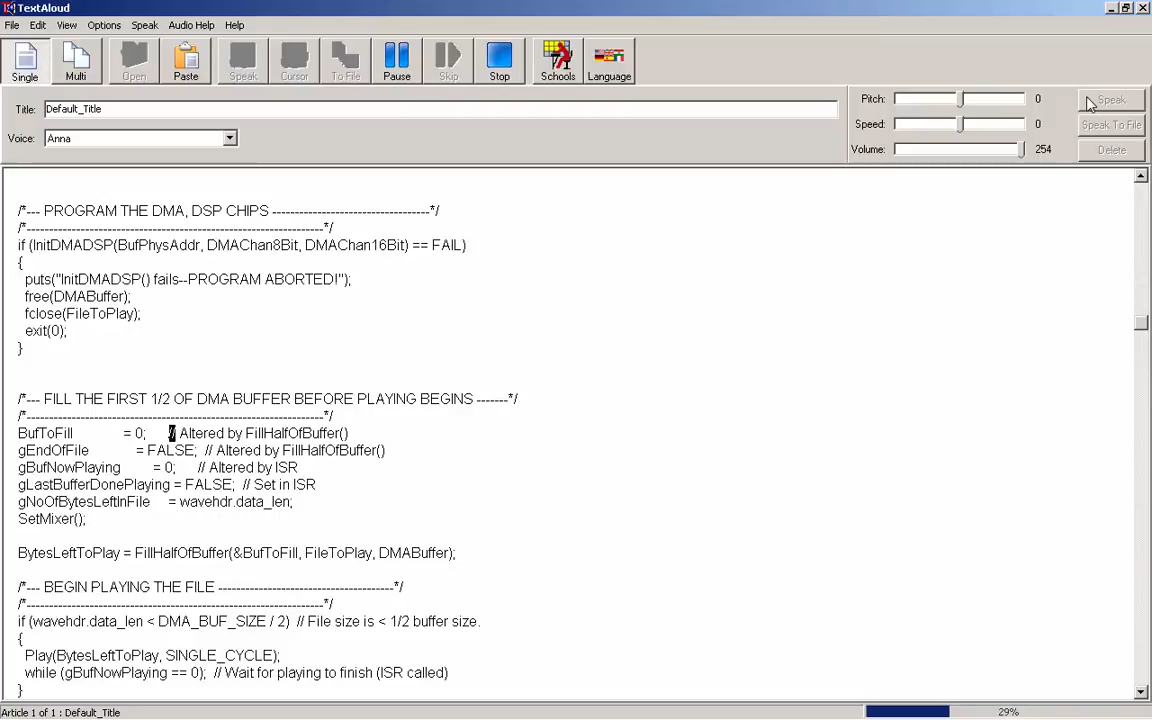 TextAloud
File Edit View Options Speak Audio Help Help
Single Multi Open Paste Speak Cursor To File Pause Skip Stop Schools Language
Title: Default_Title
Voice: Anna
Pitch: 0 Speak
Speed: 0 Speak To File
Volume: 254 Delete
/*--- PROGRAM THE DMA, DSP CHIPS -----------------------------------*/
/*------------------------------------------------------------------*/
if (InitDMADSP(BufPhysAddr, DMAChan8Bit, DMAChan16Bit) == FAIL)
{
puts("InitDMADSP() fails--PROGRAM ABORTED!");
free(DMABuffer);
fclose(FileToPlay);
exit(0);
}
/*--- FILL THE FIRST 1/2 OF DMA BUFFER BEFORE PLAYING BEGINS -------*/
/*------------------------------------------------------------------*/
BufToFill = 0; // Altered by FillHalfOfBuffer()
gEndOfFile = FALSE; // Altered by FillHalfOfBuffer()
gBufNowPlaying = 0; // Altered by ISR
gLastBufferDonePlaying = FALSE; // Set in ISR
gNoOfBytesLeftInFile = wavehdr.data_len;
SetMixer();
BytesLeftToPlay = FillHalfOfBuffer(&BufToFill, FileToPlay, DMABuffer);
/*--- BEGIN PLAYING THE FILE ---------------------------------------*/
/*------------------------------------------------------------------*/
if (wavehdr.data_len < DMA_BUF_SIZE / 2) // File size is < 1/2 buffer size.
{
Play(BytesLeftToPlay, SINGLE_CYCLE);
while (gBufNowPlaying == 0); // Wait for playing to finish (ISR called)
}
Article 1 of 1 : Default_Title 29%